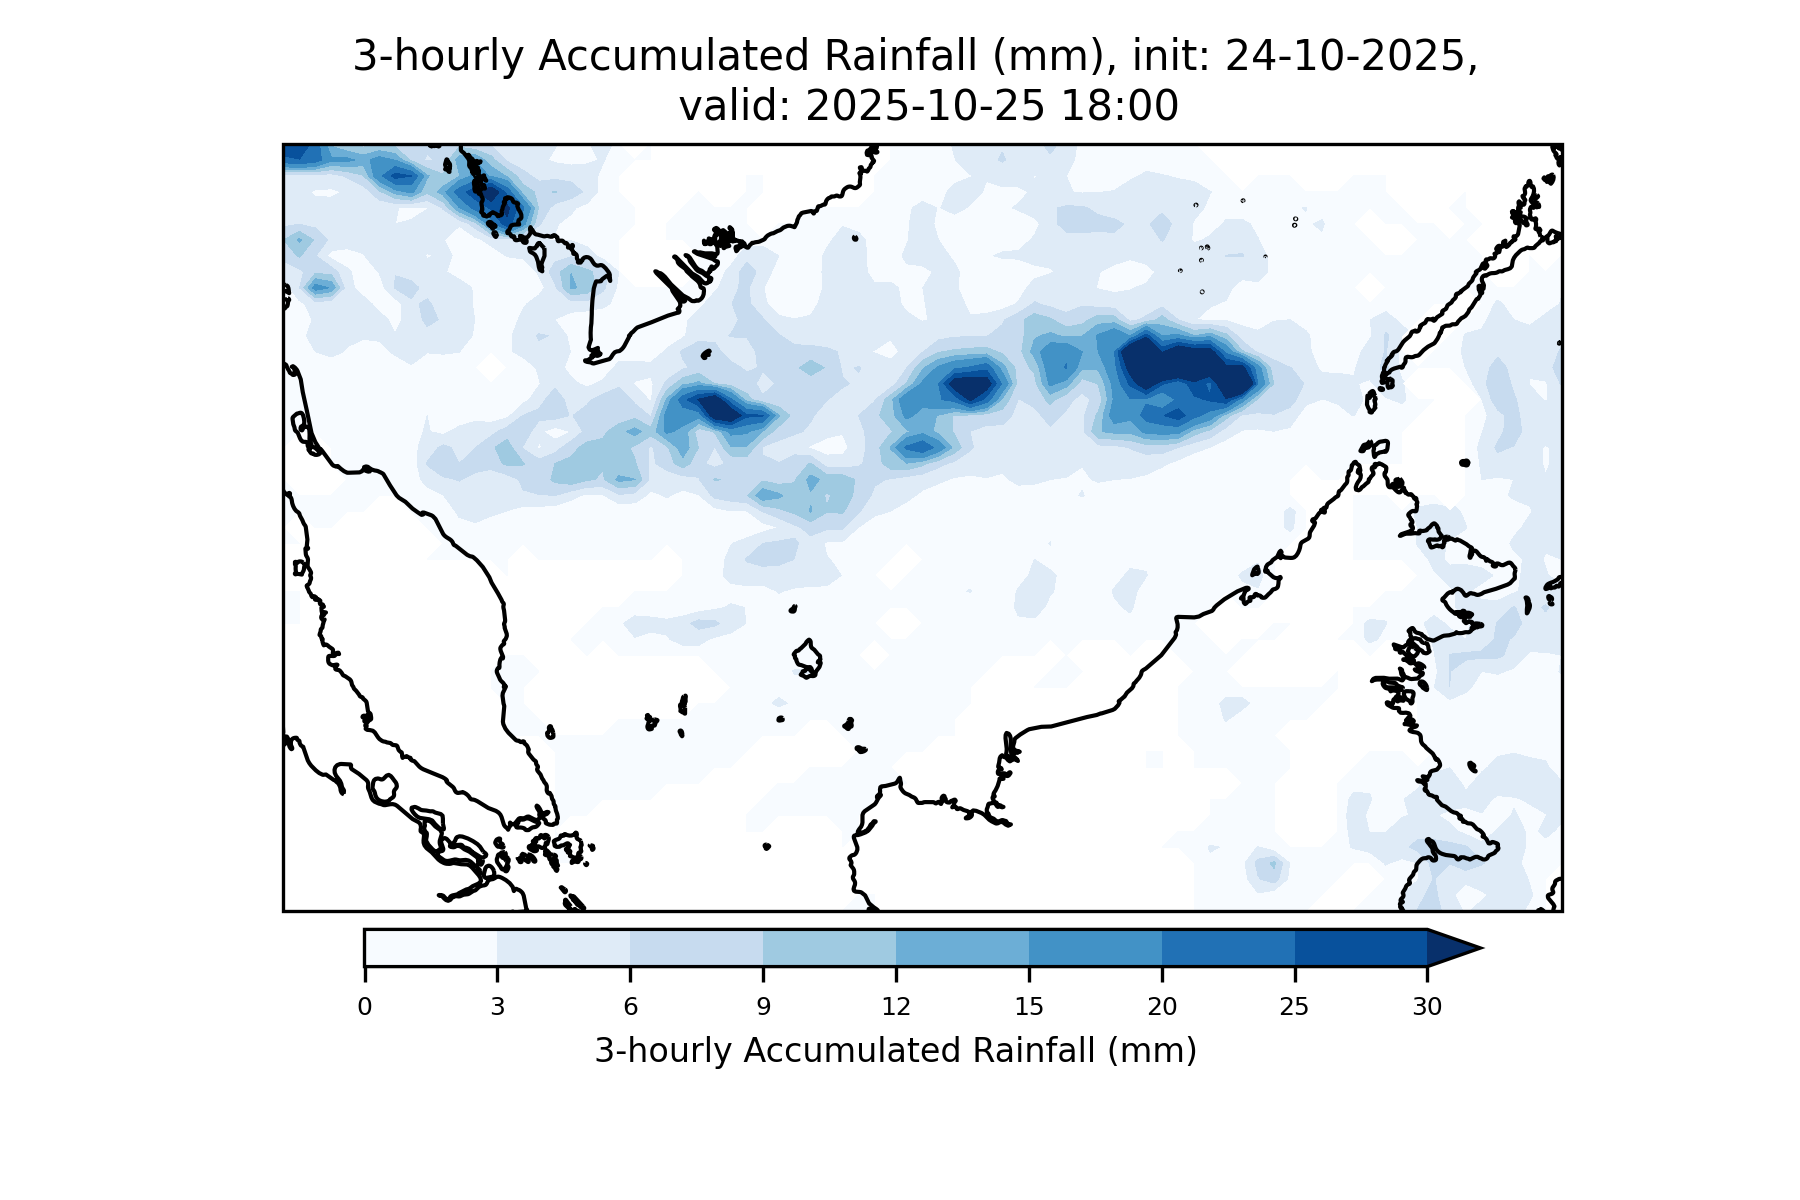 3-hourly Accumulated Rainfall (mm), init: 24-10-2025,
valid: 2025-10-25 18:00
0 3 6 9 12 15 20 25 30
3-hourly Accumulated Rainfall (mm)